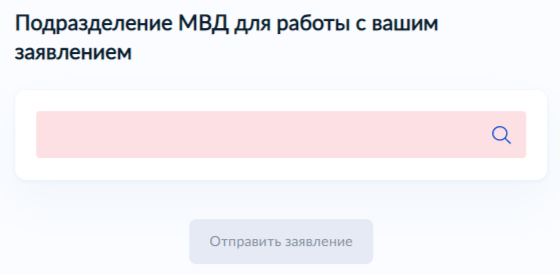 Подразделение МВД для работы с вашим
заявлением
Отправить заявление